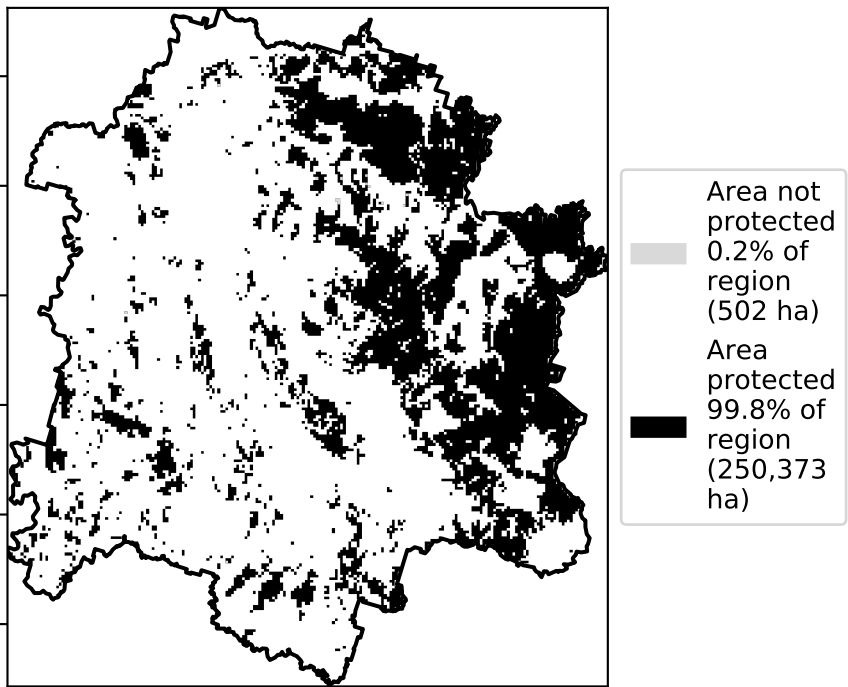 Area not
protected
0.2% of
region
(502 ha)
Area
protected
99.8% of
region
(250,373
ha)